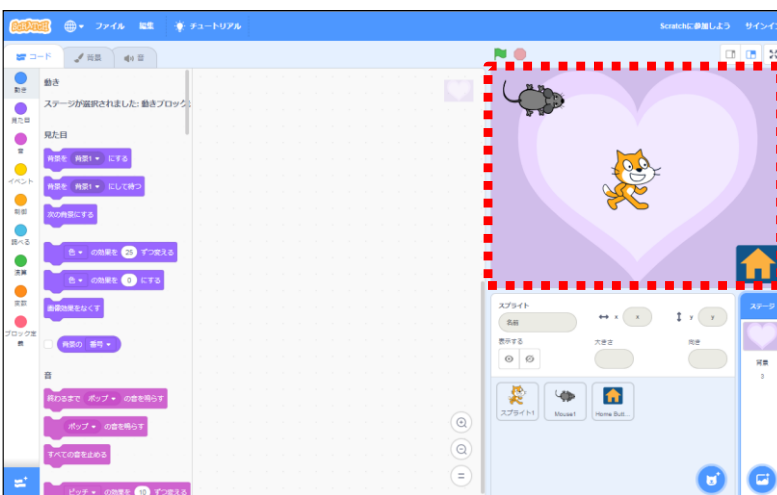 SCRATCH ファイル 編集 チュートリアル Scratchに参加しよう サインイン
コード 背景 音
動き
見た目
音
イベント
制御
調べる
演算
変数
ブロック定義
動き
ステージが選択されました: 動きブロック
見た目
背景を 背景1 にする
背景を 背景1 にして待つ
次の背景にする
色 の効果を 25 ずつ変える
色 の効果を 0 にする
画像効果をなくす
背景の 番号
音
終わるまで ポップ の音を鳴らす
ポップ の音を鳴らす
すべての音を止める
ピッチ の効果を 10 ずつ変える
スプライト
名前
x x
y y
表示する 大きさ 向き
スプライト1 Mouse1 Home Butt...
ステージ
背景